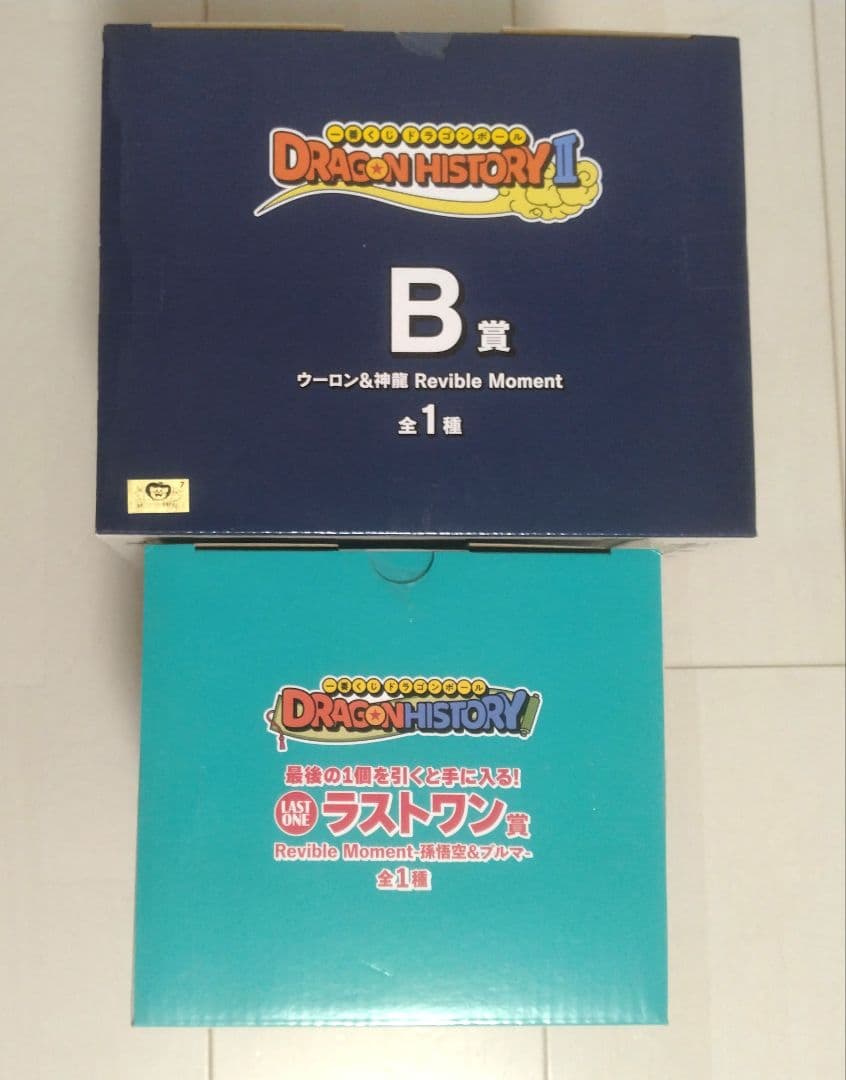 一番くじ ドラゴンボール
DRAGON HISTORY II
B賞
ウーロン&神龍 Revible Moment
全1種
7
一番くじ ドラゴンボール
DRAGON HISTORY
最後の1個を引くと手に入る!
LAST ONE ラストワン賞
Revible Moment-孫悟空&ブルマ-
全1種